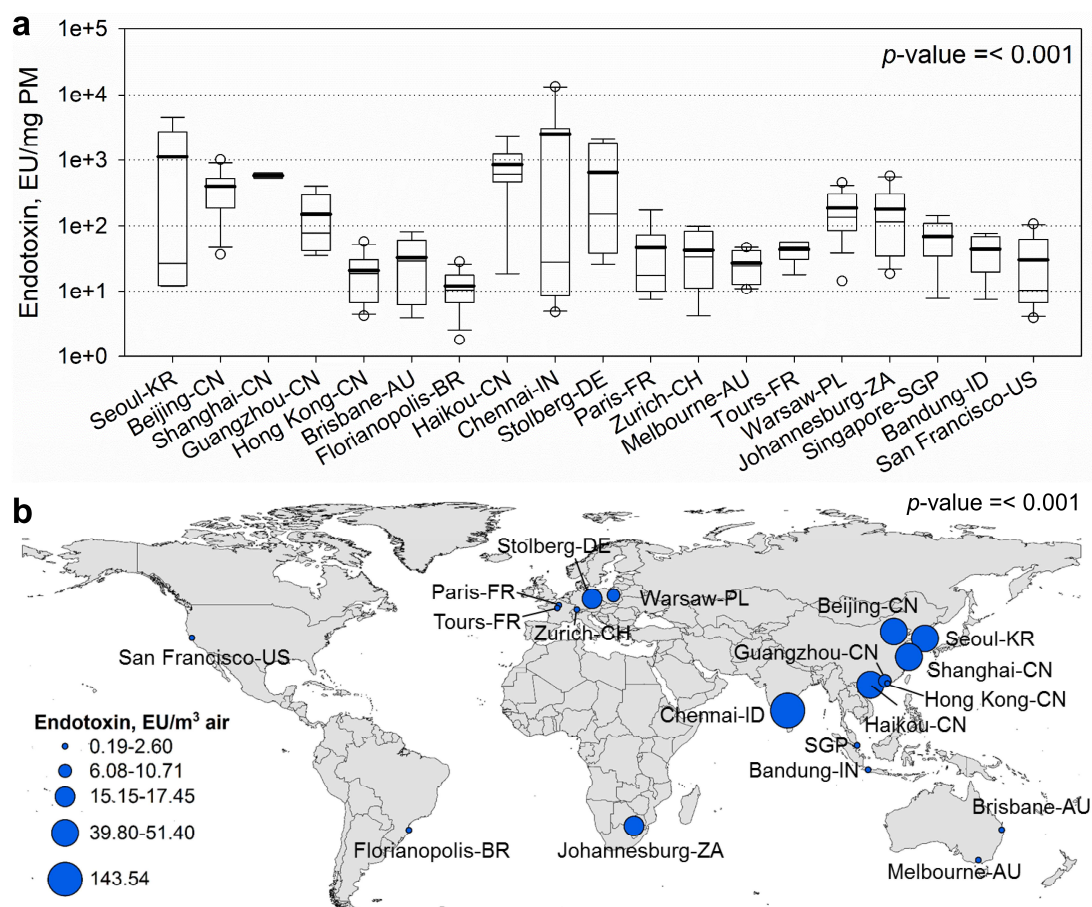 a
1e+5
p-value =< 0.001
1e+4
1e+3
1e+2
1e+1
1e+0
Endotoxin, EU/mg PM
Seoul-KR
Beijing-CN
Shanghai-CN
GuangZhou-CN
Hong Kong-CN
Brisbane-AU
Florianopolis-BR
Haikou-CN
Chennai-IN
Stolberg-DE
Paris-FR
Zurich-CH
Melbourne-AU
Tours-FR
Warsaw-PL
Johannesburg-ZA
Singapore-SGP
Bandung-ID
San Francisco-US
b
p-value =< 0.001
Stolberg-DE
Paris-FR
Warsaw-PL
Tours-FR
Zurich-CH
Beijing-CN
Seoul-KR
San Francisco-US
Guangzhou-CN
Shanghai-CN
Hong Kong-CN
Chennai-ID
Haikou-CN
SGP
Bandung-IN
Brisbane-AU
Florianopolis-BR
Johannesburg-ZA
Melbourne-AU
Endotoxin, EU/m³ air
0.19-2.60
6.08-10.71
15.15-17.45
39.80-51.40
143.54